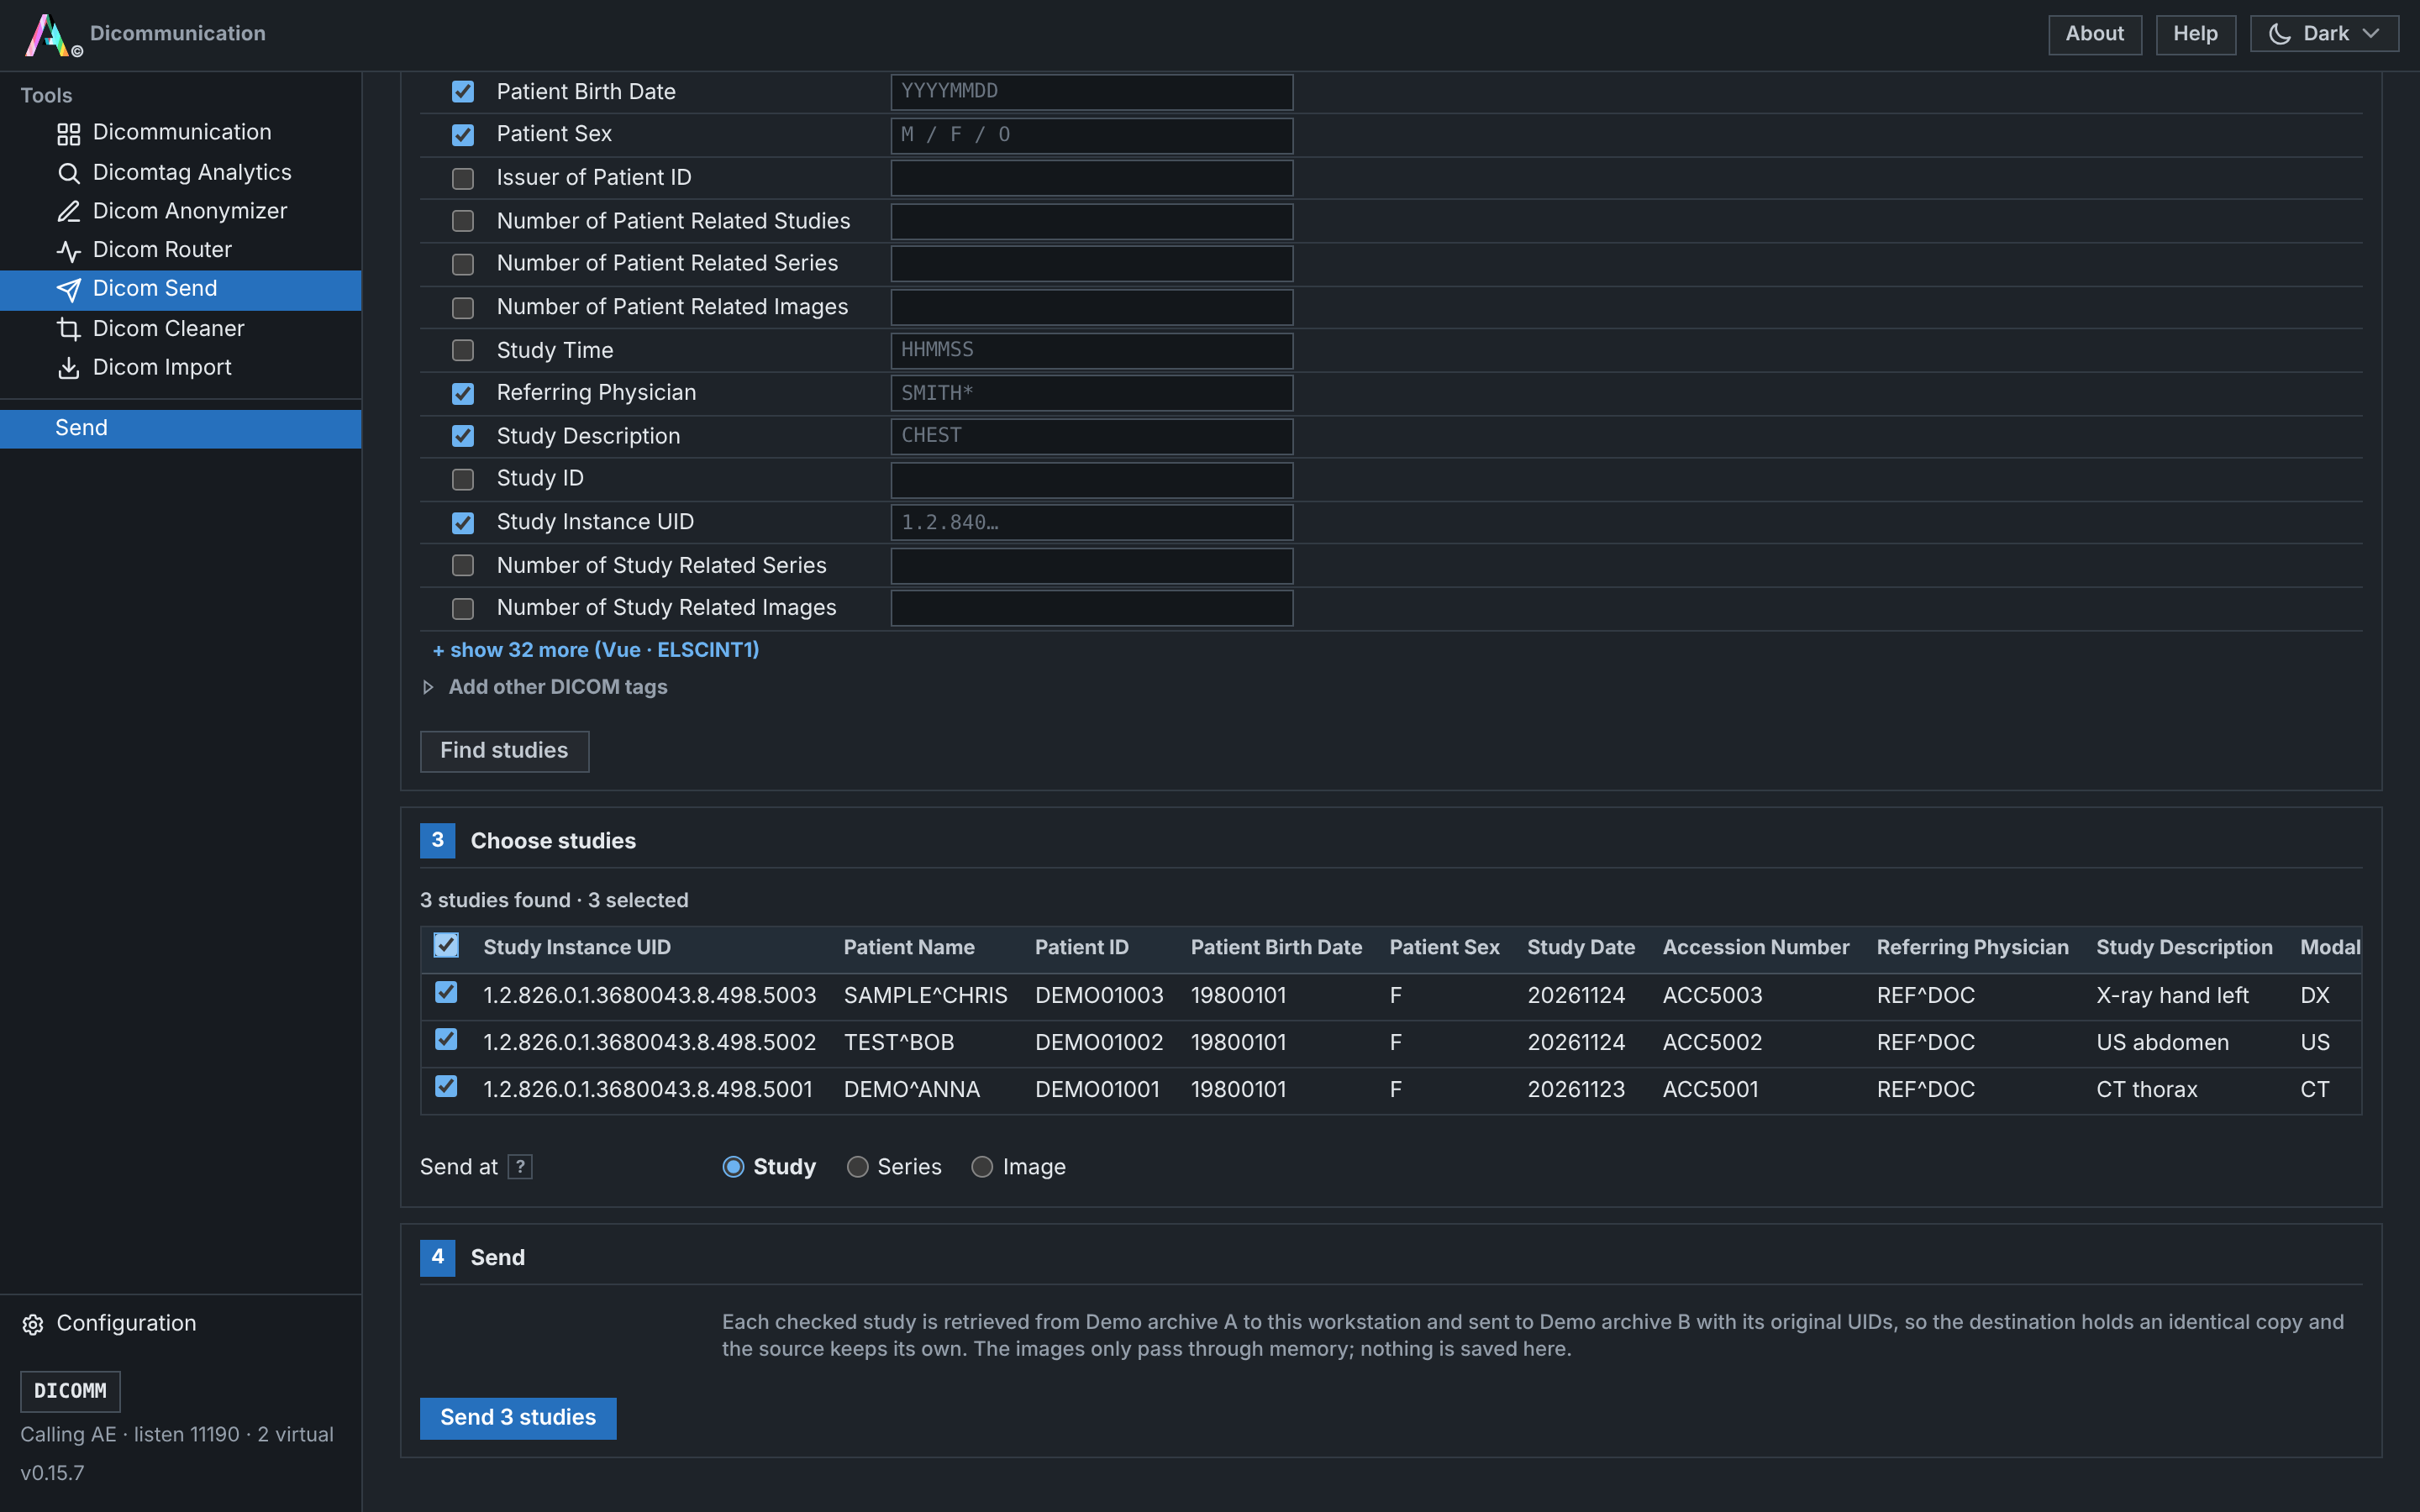 Dicommunication
About
Help
Dark
Tools
Dicommunication
Dicomtag Analytics
Dicom Anonymizer
Dicom Router
Dicom Send
Dicom Cleaner
Dicom Import
Send
Configuration
DICOMM
Calling AE · listen 11190 · 2 virtual
v0.15.7
Patient Birth Date YYYYMMDD
Patient Sex M / F / O
Issuer of Patient ID
Number of Patient Related Studies
Number of Patient Related Series
Number of Patient Related Images
Study Time HHMMSS
Referring Physician SMITH*
Study Description CHEST
Study ID
Study Instance UID 1.2.840…
Number of Study Related Series
Number of Study Related Images
+ show 32 more (Vue · ELSCINT1)
Add other DICOM tags
Find studies
3 Choose studies
3 studies found · 3 selected
Study Instance UID Patient Name Patient ID Patient Birth Date Patient Sex Study Date Accession Number Referring Physician Study Description Modal
1.2.826.0.1.3680043.8.498.5003 SAMPLE^CHRIS DEMO01003 19800101 F 20261124 ACC5003 REF^DOC X-ray hand left DX
1.2.826.0.1.3680043.8.498.5002 TEST^BOB DEMO01002 19800101 F 20261124 ACC5002 REF^DOC US abdomen US
1.2.826.0.1.3680043.8.498.5001 DEMO^ANNA DEMO01001 19800101 F 20261123 ACC5001 REF^DOC CT thorax CT
Send at ? Study Series Image
4 Send
Each checked study is retrieved from Demo archive A to this workstation and sent to Demo archive B with its original UIDs, so the destination holds an identical copy and
the source keeps its own. The images only pass through memory; nothing is saved here.
Send 3 studies